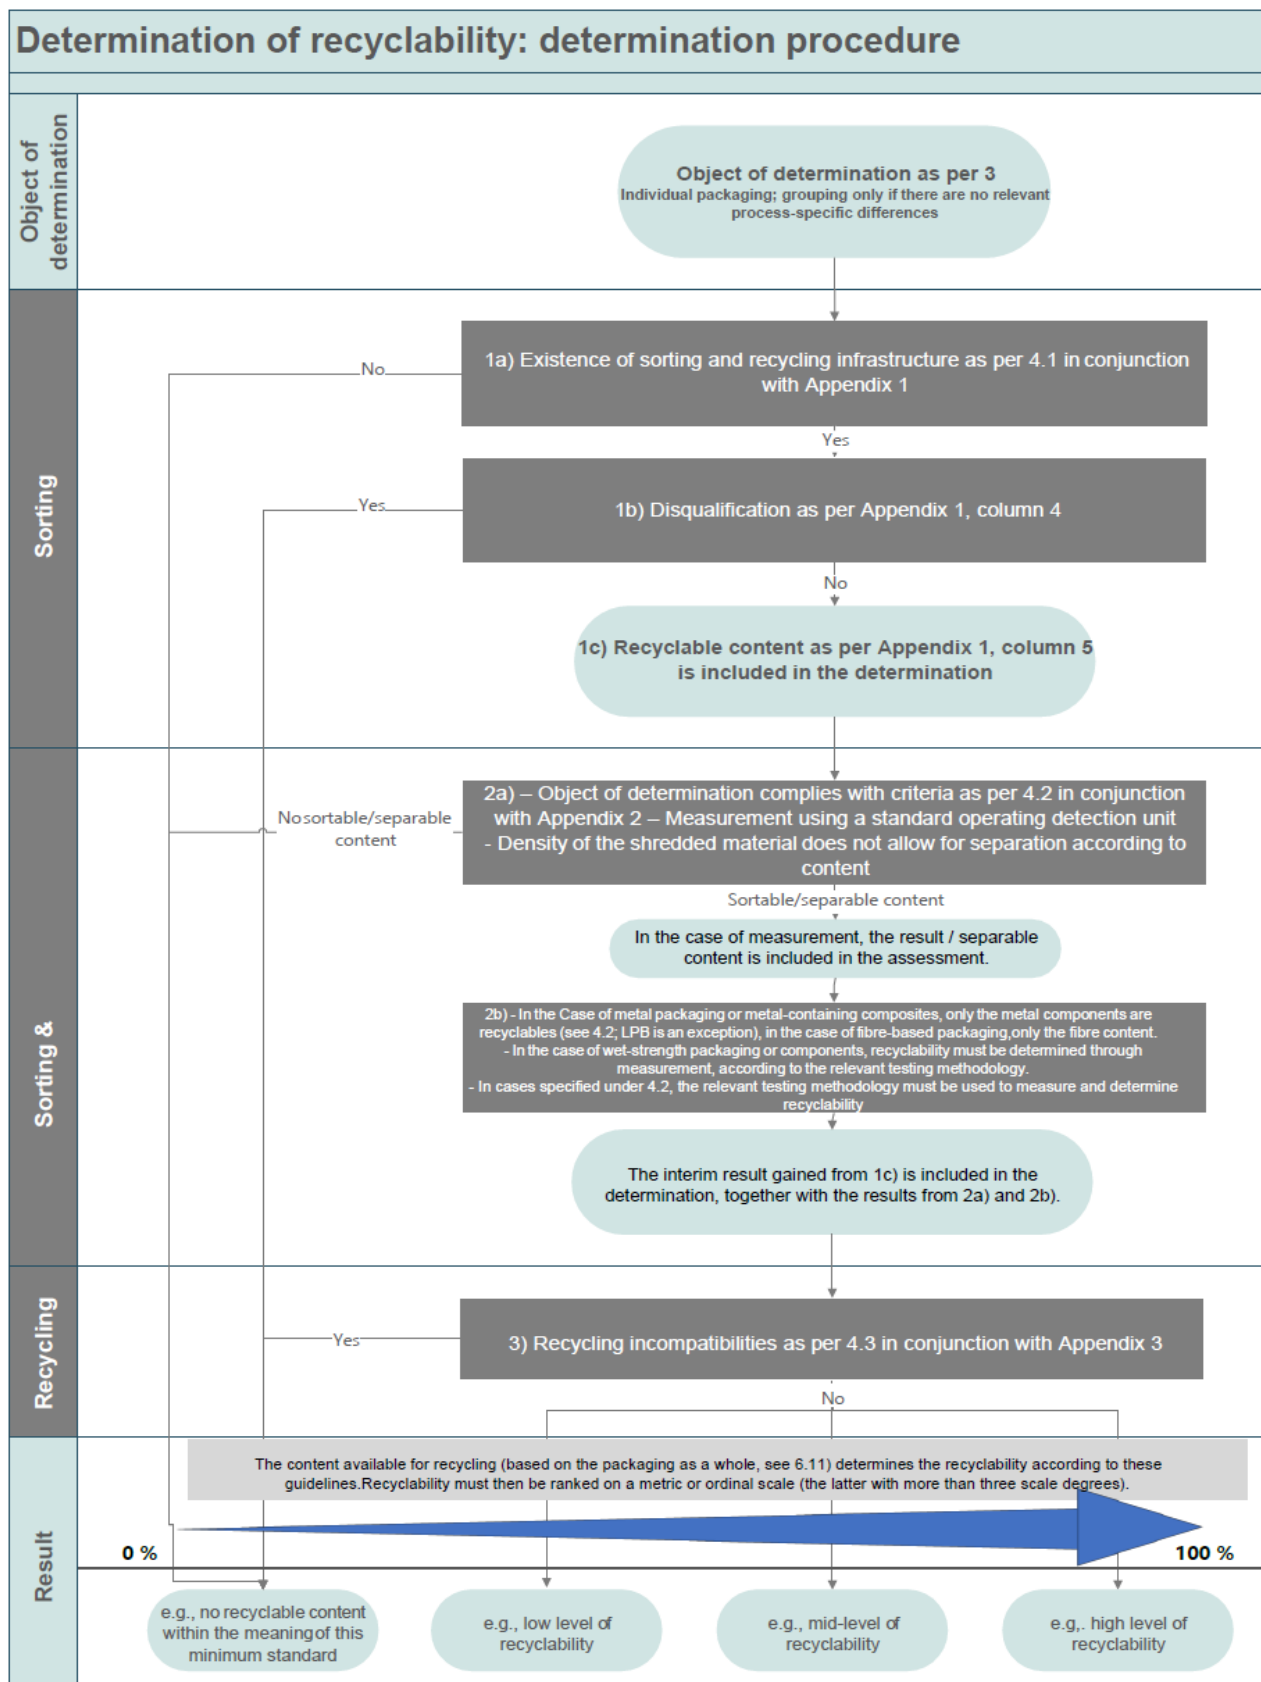 Determination of recyclability: determination procedure
Object of
determination
Object of determination as per 3
Individual packaging; grouping only if there are no relevant
process-specific differences
Sorting
1a) Existence of sorting and recycling infrastructure as per 4.1 in conjunction
with Appendix 1
No
Yes
1b) Disqualification as per Appendix 1, column 4
Yes
No
1c) Recyclable content as per Appendix 1, column 5
is included in the determination
Sorting &
2a) – Object of determination complies with criteria as per 4.2 in conjunction
with Appendix 2 – Measurement using a standard operating detection unit
- Density of the shredded material does not allow for separation according to
content
No sortable/separable
content
Sortable/separable content
In the case of measurement, the result / separable
content is included in the assessment.
2b) - In the Case of metal packaging or metal-containing composites, only the metal components are
recyclables (see 4.2; LPB is an exception), in the case of fibre-based packaging,only the fibre content.
- In the case of wet-strength packaging or components, recyclability must be determined through
measurement, according to the relevant testing methodology.
- In cases specified under 4.2, the relevant testing methodology must be used to measure and determine
recyclability
The interim result gained from 1c) is included in the
determination, together with the results from 2a) and 2b).
Recycling
3) Recycling incompatibilities as per 4.3 in conjunction with Appendix 3
Yes
No
Result
The content available for recycling (based on the packaging as a whole, see 6.11) determines the recyclability according to these
guidelines.Recyclability must then be ranked on a metric or ordinal scale (the latter with more than three scale degrees).
0 %
100 %
e.g., no recyclable content
within the meaning of this
minimum standard
e.g., low level of
recyclability
e.g., mid-level of
recyclability
e.g,. high level of
recyclability